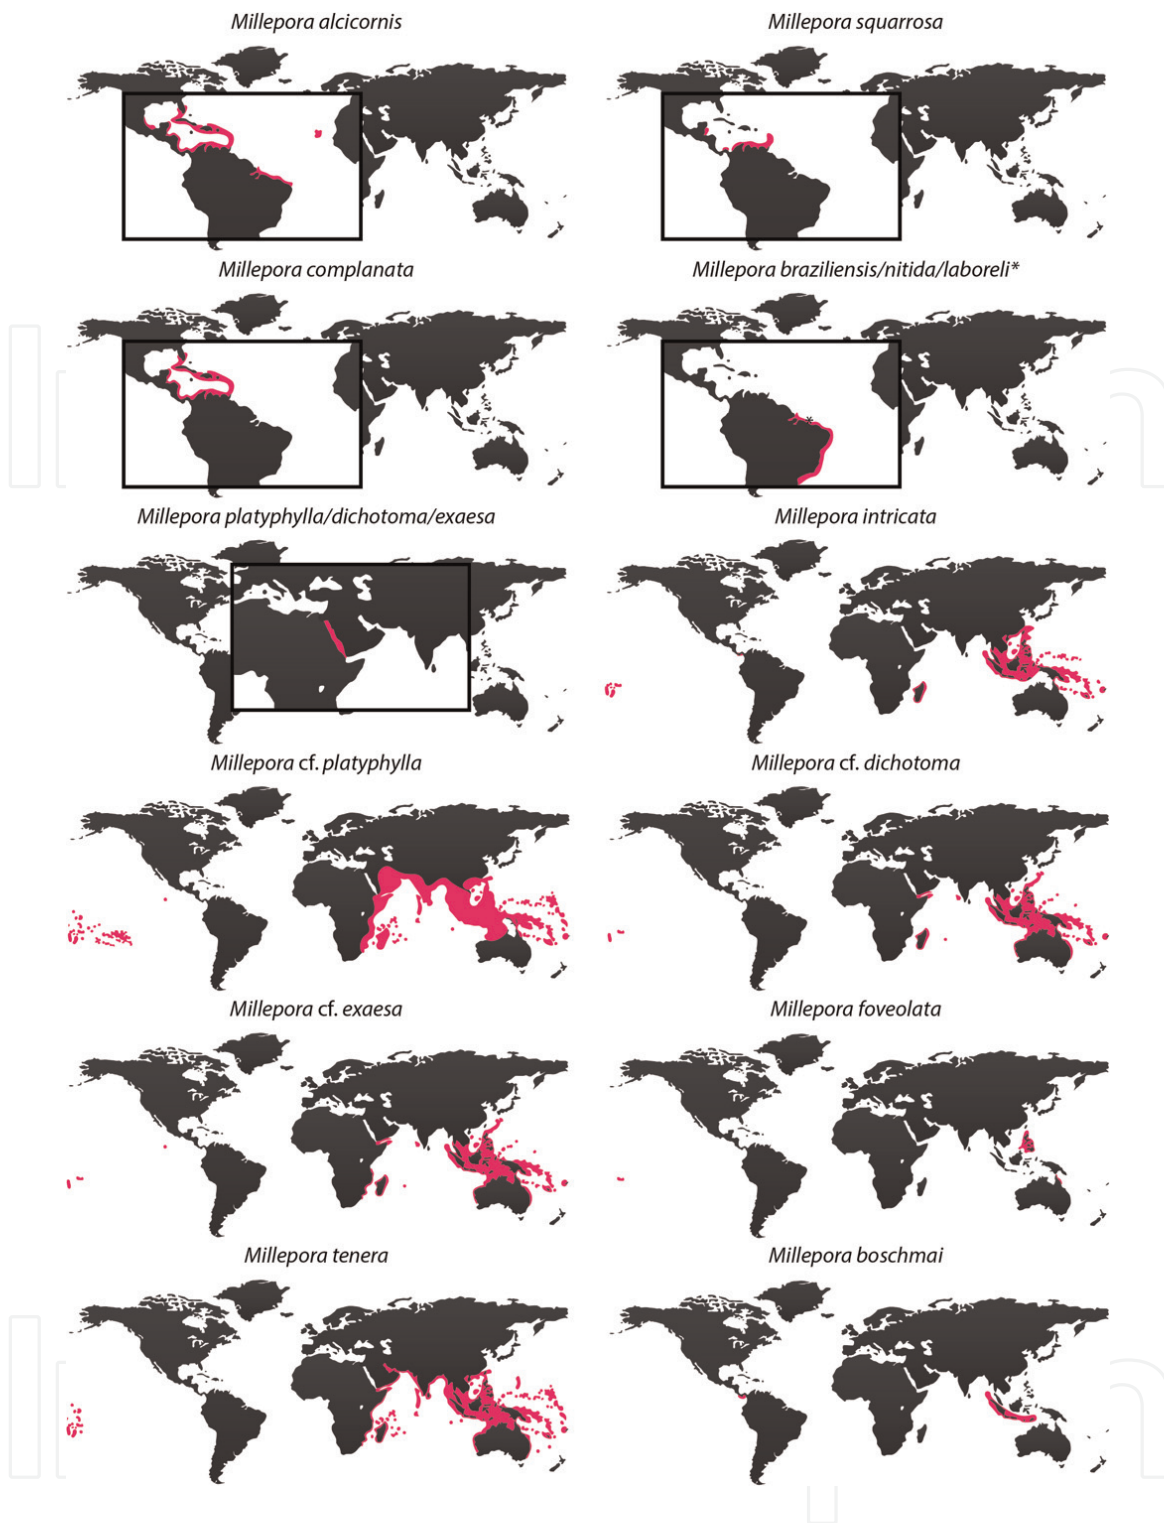 Millepora alcicornis
Millepora squarrosa
Millepora complanata
Millepora braziliensis/nitida/laboreli*
*
Millepora platyphylla/dichotoma/exaesa
Millepora intricata
Millepora cf. platyphylla
Millepora cf. dichotoma
Millepora cf. exaesa
Millepora foveolata
Millepora tenera
Millepora boschmai